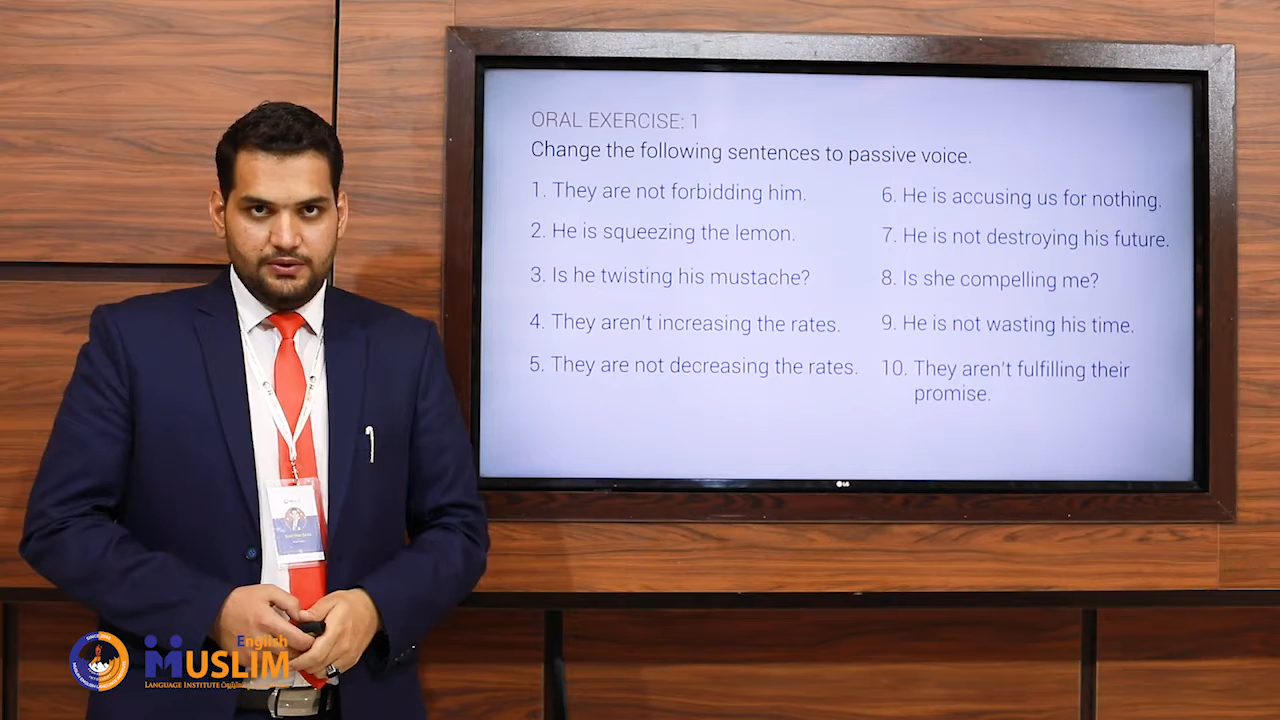 ORAL EXERCISE: 1
Change the following sentences to passive voice.
1. They are not forbidding him.
2. He is squeezing the lemon.
3. Is he twisting his mustache?
4. They aren't increasing the rates.
5. They are not decreasing the rates.
6. He is accusing us for nothing.
7. He is not destroying his future.
8. Is she compelling me?
9. He is not wasting his time.
10. They aren't fulfilling their
promise.
LG
SINCE
English
MUSLIM
LANGUAGE INSTITUTE